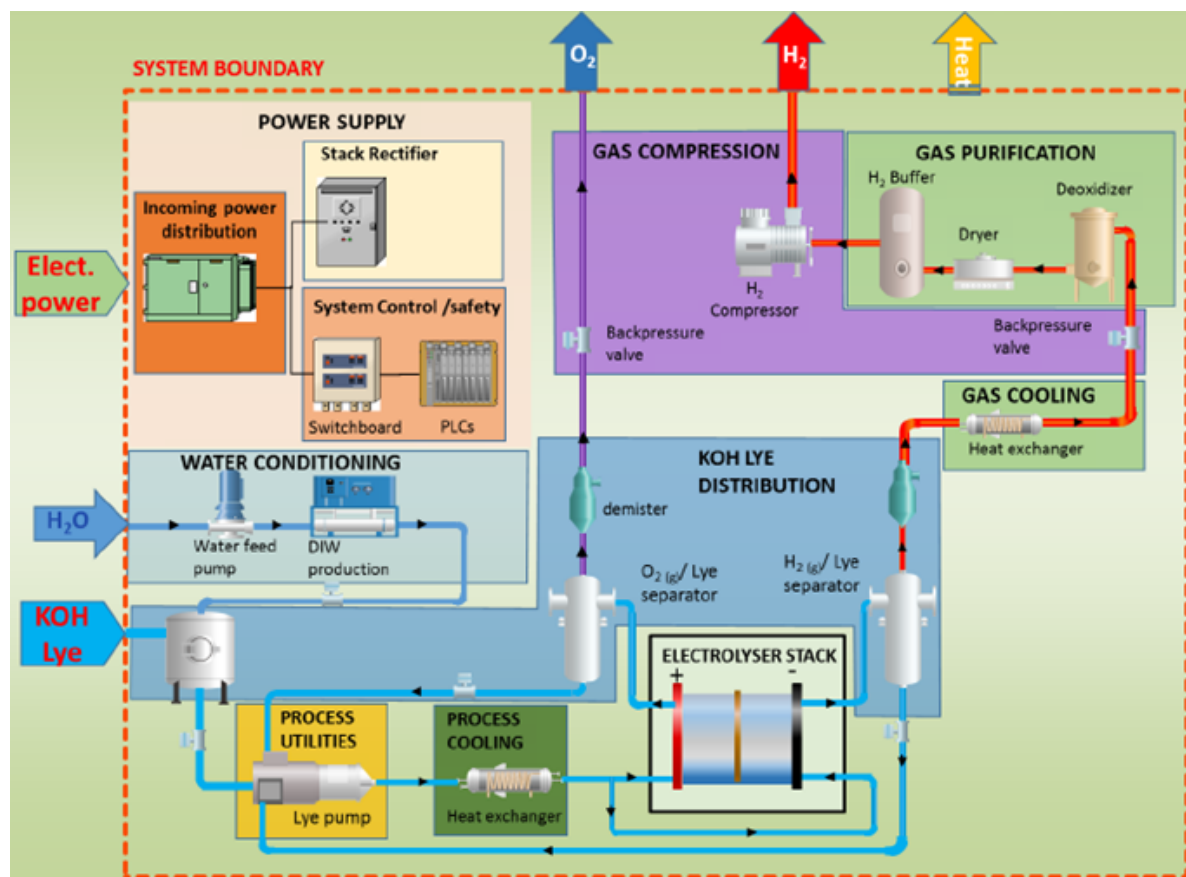 O₂
H₂
Heat
SYSTEM BOUNDARY
POWER SUPPLY
Stack Rectifier
Incoming power
distribution
Elect.
power
System Control /safety
Switchboard
PLCs
GAS COMPRESSION
H₂
Compressor
Backpressure
valve
GAS PURIFICATION
H₂ Buffer
Deoxidizer
Dryer
Backpressure
valve
GAS COOLING
Heat exchanger
WATER CONDITIONING
H₂O
Water feed
pump
DIW
production
KOH LYE
DISTRIBUTION
demister
O₂ (g)/ Lye
separator
H₂ (g)/ Lye
separator
KOH
Lye
ELECTROLYSER STACK
+
-
PROCESS
UTILITIES
Lye pump
PROCESS
COOLING
Heat exchanger